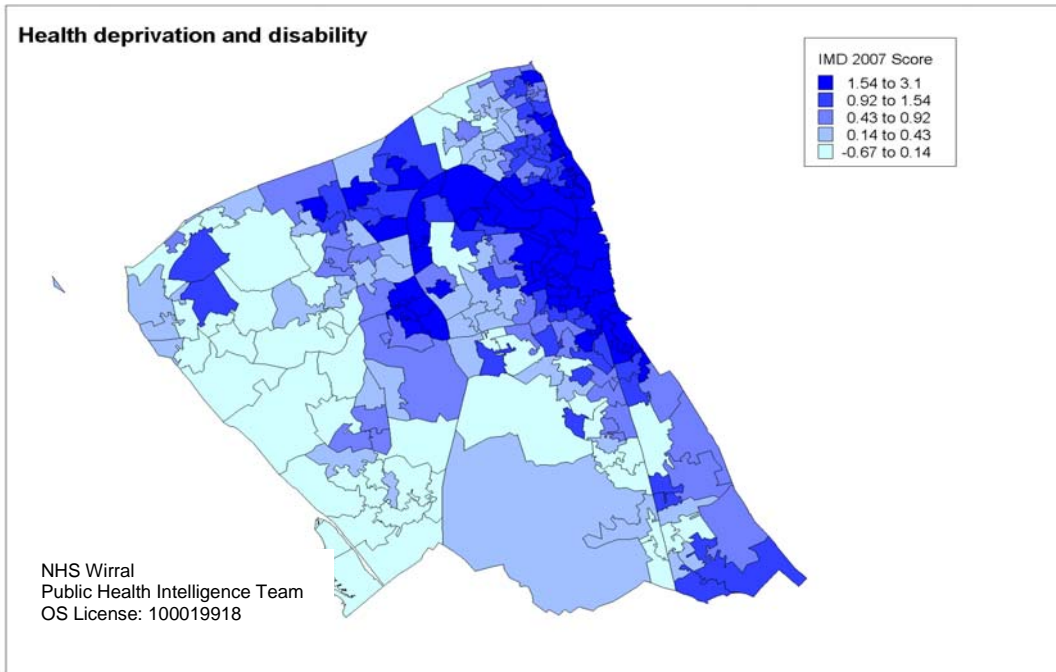 Health deprivation and disability
IMD 2007 Score
1.54 to 3.1
0.92 to 1.54
0.43 to 0.92
0.14 to 0.43
-0.67 to 0.14
NHS Wirral
Public Health Intelligence Team
OS License: 100019918